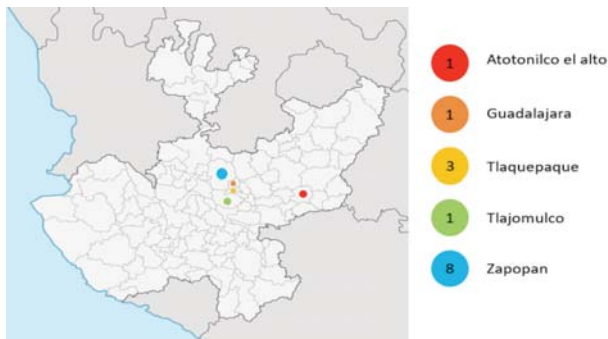 1 Atotonilco el alto
1 Guadalajara
3 Tlaquepaque
1 Tlajomulco
8 Zapopan